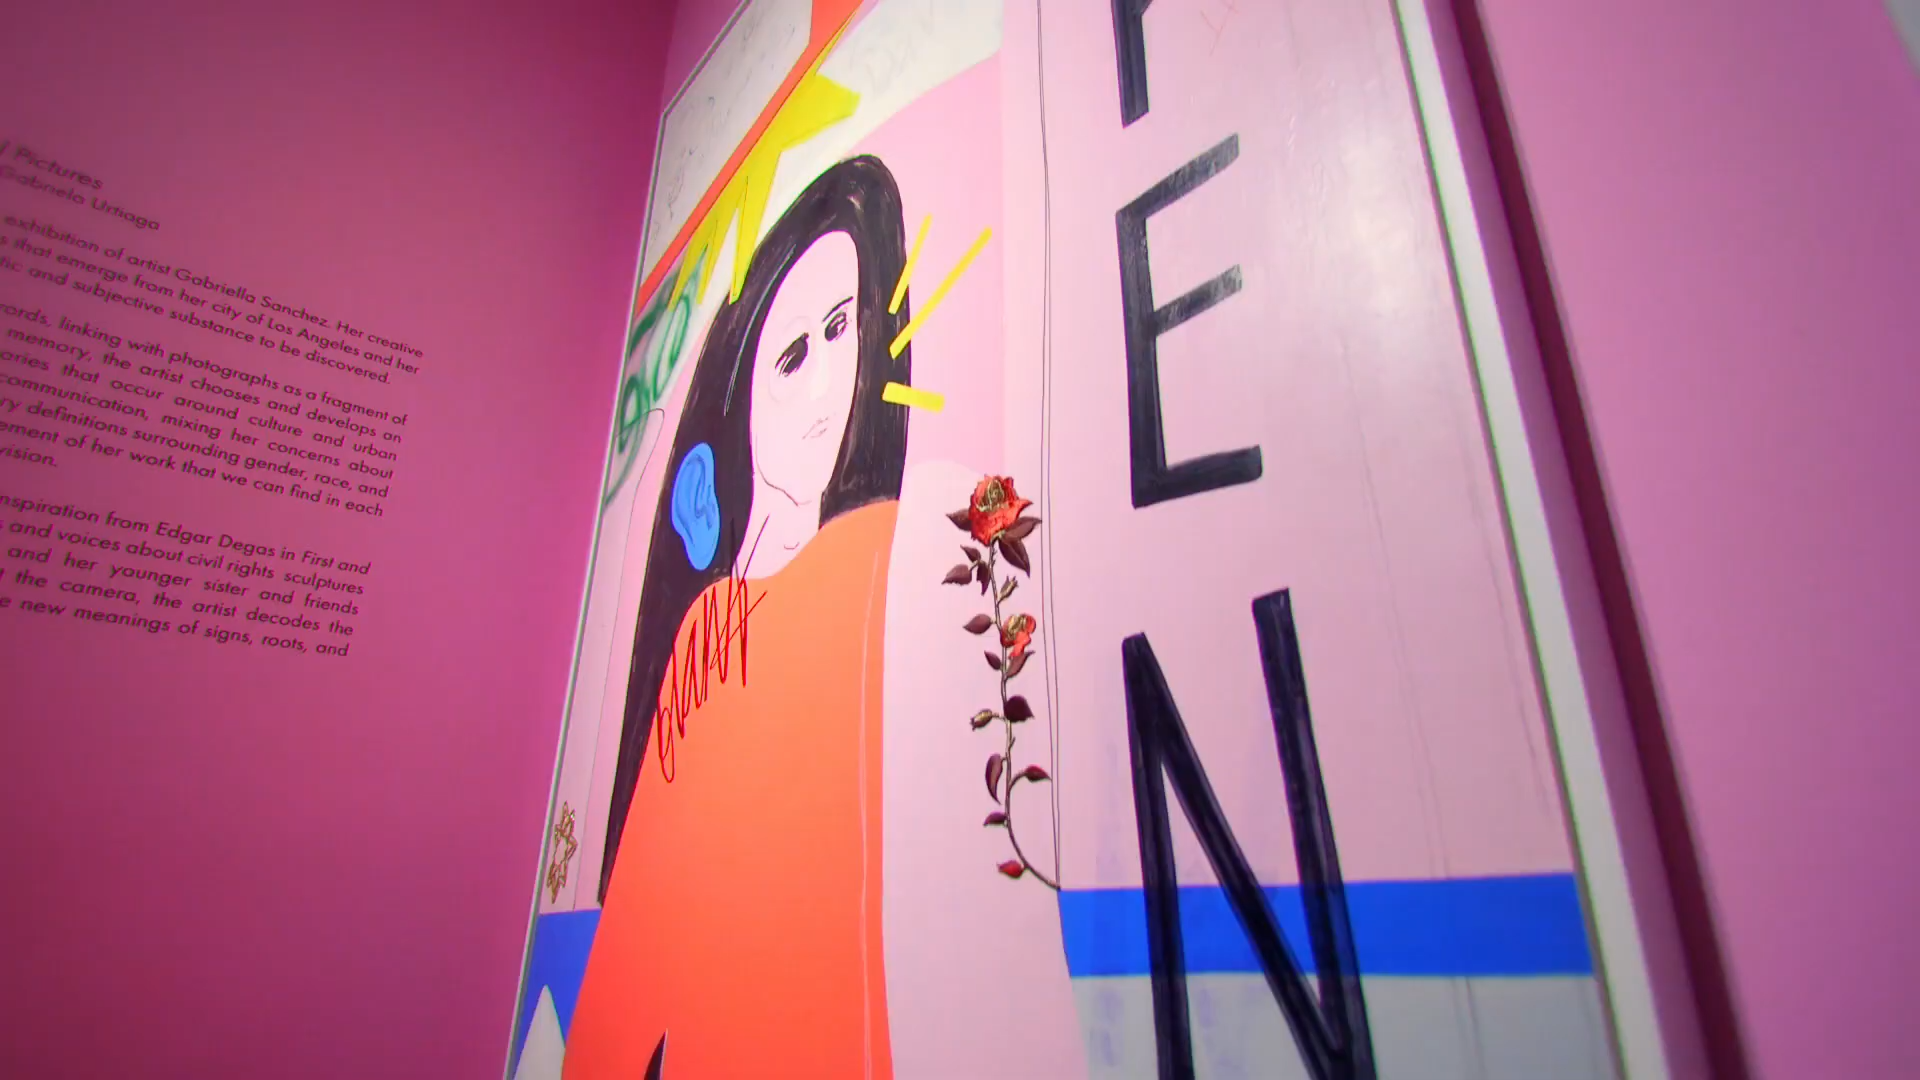 Pictures
Gabriela Urtiaga
exhibition of artist Gabriella Sanchez. Her creative
that emerge from her city of Los Angeles and her
and subjective substance to be discovered.
linking with photographs as a fragment of
memory, the artist chooses and develops an
that occur around culture and urban
communication, mixing her concerns about
definitions surrounding gender, race, and
of her work that we can find in each
vision.
from Edgar Degas in First and
and voices about civil rights sculptures
and her younger sister and friends
the camera, the artist decodes the
new meanings of signs, roots, and
blank
E
N